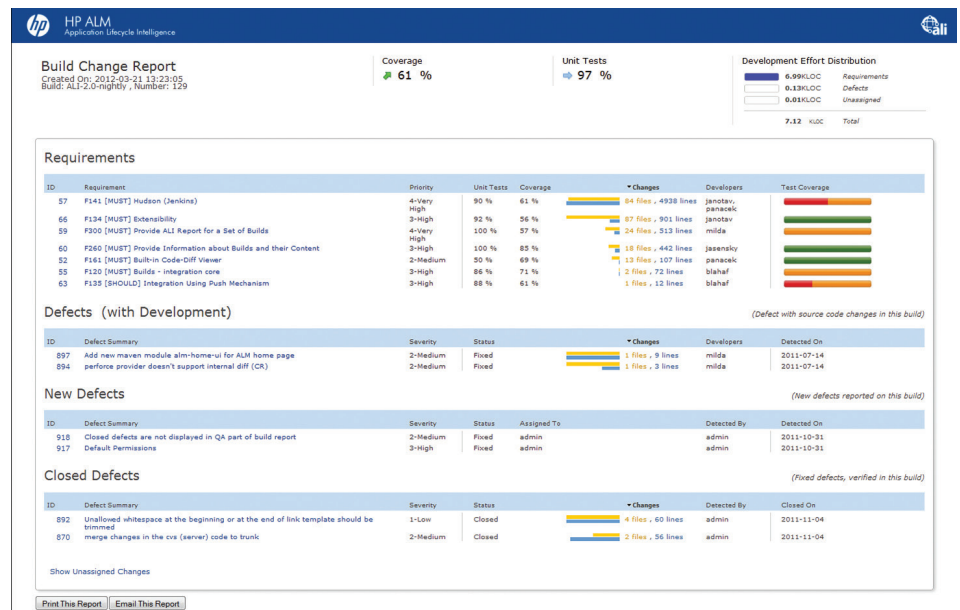 hp HP ALM
Application Lifecycle Intelligence
ali
Build Change Report
Created On: 2012-03-21 13:23:05
Build: ALI-2.0-nightly , Number: 129
Coverage
61 %
Unit Tests
97 %
Development Effort Distribution
6.99KLOC Requirements
0.13KLOC Defects
0.01KLOC Unassigned
7.12 KLOC Total
Requirements
ID Requirement Priority Unit Tests Coverage Changes Developers Test Coverage
57 F141 [MUST] Hudson (Jenkins) 4-Very High 90 % 61 % 84 files , 4938 lines janotav, panacek
66 F134 [MUST] Extensibility 3-High 92 % 56 % 87 files , 901 lines janotav
59 F300 [MUST] Provide ALI Report for a Set of Builds 4-Very High 100 % 57 % 24 files , 513 lines milda
60 F260 [MUST] Provide Information about Builds and their Content 3-High 100 % 85 % 18 files , 442 lines jasensky
52 F161 [MUST] Built-in Code-Diff Viewer 2-Medium 50 % 69 % 13 files , 107 lines panacek
55 F120 [MUST] Builds - integration core 3-High 86 % 71 % 2 files , 72 lines blahaf
63 F135 [SHOULD] Integration Using Push Mechanism 3-High 88 % 61 % 1 files , 12 lines blahaf
Defects (with Development) (Defect with source code changes in this build)
ID Defect Summary Severity Status Changes Developers Detected On
897 Add new maven module alm-home-ui for ALM home page 2-Medium Fixed 1 files , 9 lines milda 2011-07-14
894 perforce provider doesn't support internal diff (CR) 2-Medium Fixed 1 files , 3 lines milda 2011-07-14
New Defects (New defects reported on this build)
ID Defect Summary Severity Status Assigned To Detected By Detected On
918 Closed defects are not displayed in QA part of build report 2-Medium Fixed admin admin 2011-10-31
917 Default Permissions 3-High Fixed admin admin 2011-10-31
Closed Defects (Fixed defects, verified in this build)
ID Defect Summary Severity Status Changes Detected By Closed On
892 Unallowed whitespace at the beginning or at the end of link template should be trimmed 1-Low Closed 4 files , 60 lines admin 2011-11-04
870 merge changes in the cvs (server) code to trunk 2-Medium Closed 2 files , 56 lines admin 2011-11-04
Show Unassigned Changes
Print This Report Email This Report